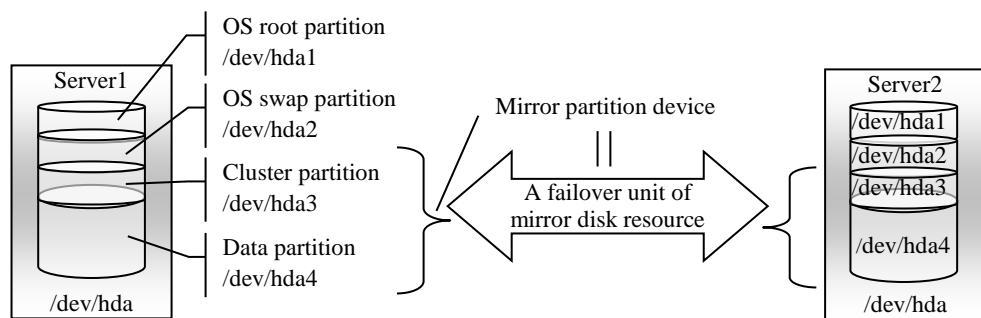 OS root partition
/dev/hda1
Server1
OS swap partition
/dev/hda2
Cluster partition
/dev/hda3
Data partition
/dev/hda4
/dev/hda
Mirror partition device
A failover unit of
mirror disk resource
Server2
/dev/hda1
/dev/hda2
/dev/hda3
/dev/hda4
/dev/hda